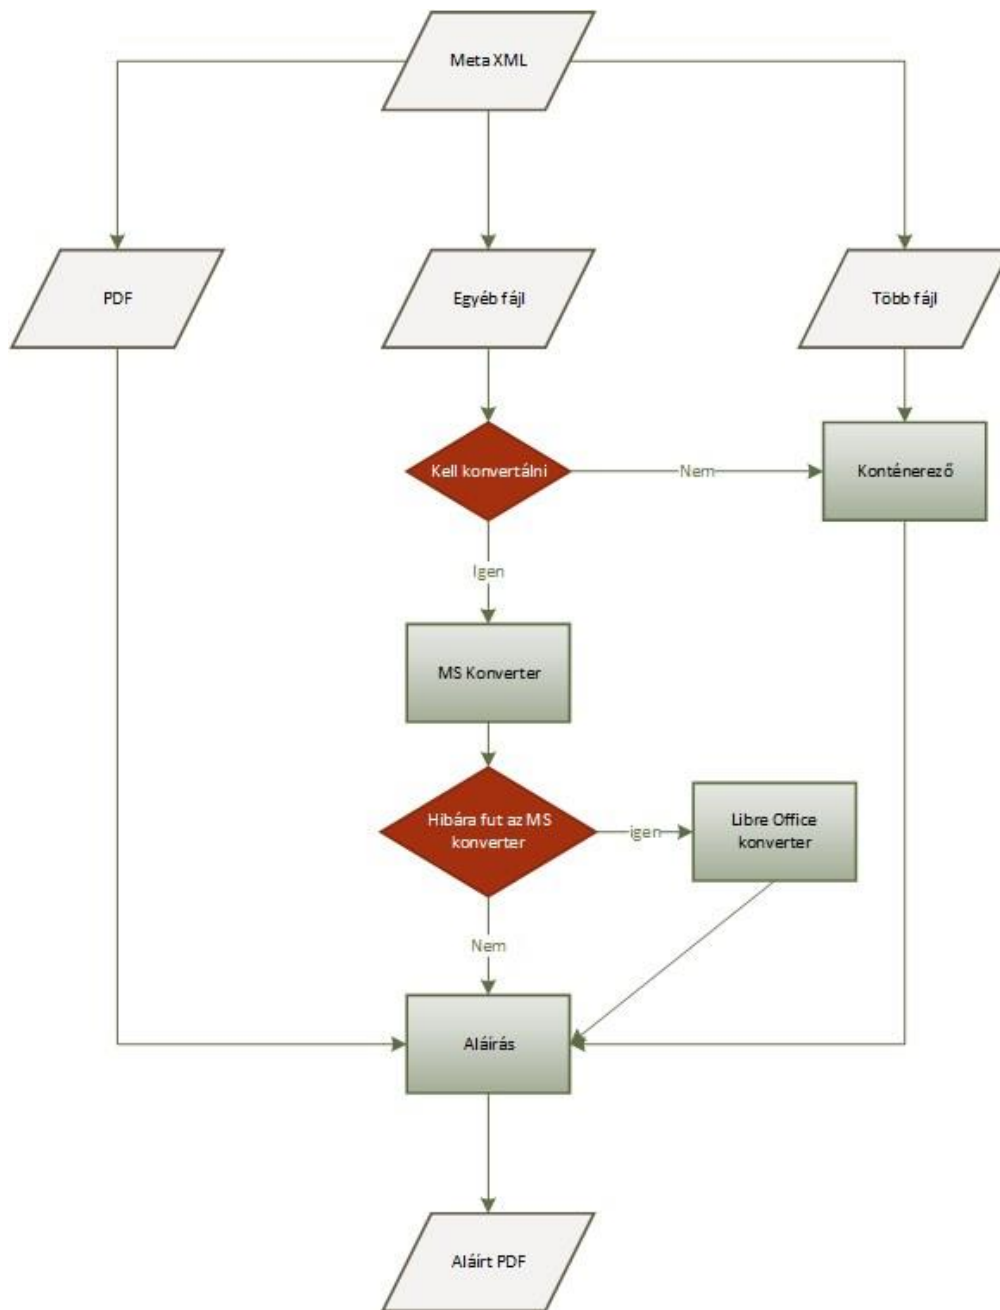 Meta XML
PDF
Egyéb fájl
Több fájl
Kell konvertálni
Nem
Konténerező
Igen
MS Konverter
Hibára fut az MS
konverter
igen
Libre Office
konverter
Nem
Aláírás
Aláírt PDF